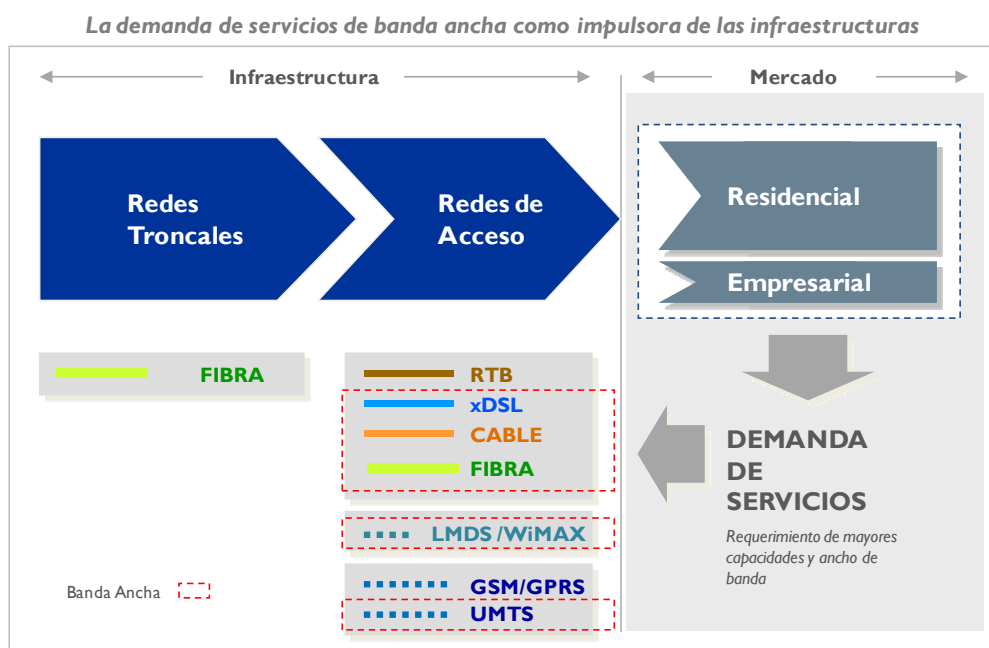 La demanda de servicios de banda ancha como impulsora de las infraestructuras
Infraestructura
Mercado
Redes
Troncales
Redes de
Acceso
Residencial
Empresarial
FIBRA
RTB
xDSL
CABLE
FIBRA
LMDS /WiMAX
GSM/GPRS
UMTS
Banda Ancha
DEMANDA
DE
SERVICIOS
Requerimiento de mayores
capacidades y ancho de
banda